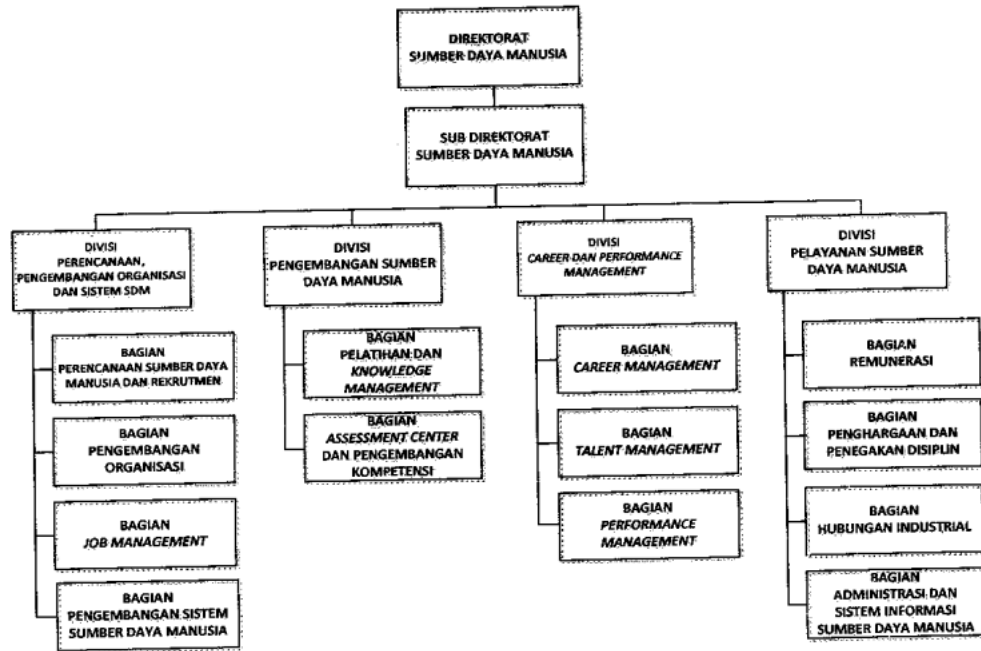 DIREKTORAT
SUMBER DAYA MANUSIA
SUB DIREKTORAT
SUMBER DAYA MANUSIA
DIVISI
PERENCANAAN,
PENGEMBANGAN ORGANISASI
DAN SISTEM SDM
BAGIAN
PERENCANAAN SUMBER DAYA
MANUSIA DAN REKRUTMEN
BAGIAN
PENGEMBANGAN
ORGANISASI
BAGIAN
JOB MANAGEMENT
BAGIAN
PENGEMBANGAN SISTEM
SUMBER DAYA MANUSIA
DIVISI
PENGEMBANGAN SUMBER
DAYA MANUSIA
BAGIAN
PELATIHAN DAN
KNOWLEDGE
MANAGEMENT
BAGIAN
ASSESSMENT CENTER
DAN PENGEMBANGAN
KOMPETENSI
DIVISI
CAREER DAN PERFORMANCE
MANAGEMENT
BAGIAN
CAREER MANAGEMENT
BAGIAN
TALENT MANAGEMENT
BAGIAN
PERFORMANCE
MANAGEMENT
DIVISI
PELAYANAN SUMBER
DAYA MANUSIA
BAGIAN
REMUNERASI
BAGIAN
PENGHARGAAN DAN
PENEGAKAN DISIPLIN
BAGIAN
HUBUNGAN INDUSTRIAL
BAGIAN
ADMINISTRASI DAN
SISTEM INFORMASI
SUMBER DAYA MANUSIA